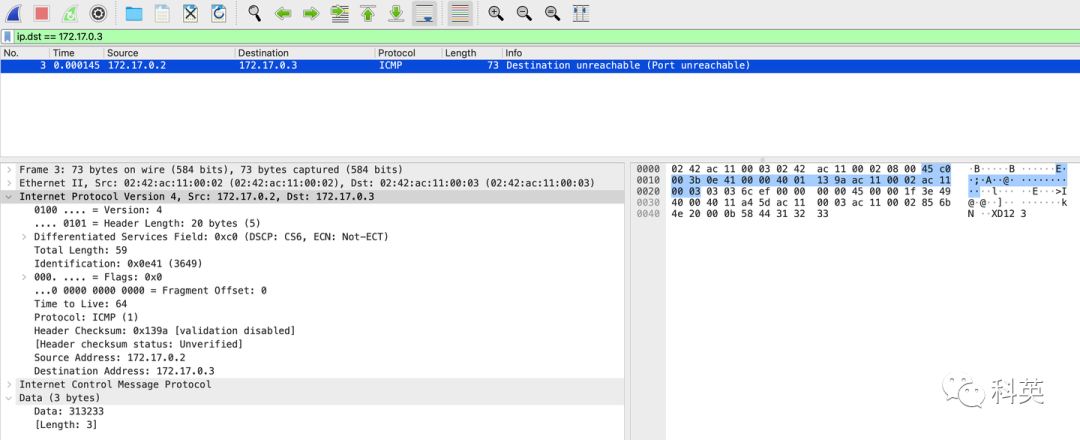 ip.dst == 172.17.0.3
No. Time Source Destination Protocol Length Info
3 0.000145 172.17.0.2 172.17.0.3 ICMP 73 Destination unreachable (Port unreachable)
Frame 3: 73 bytes on wire (584 bits), 73 bytes captured (584 bits)
Ethernet II, Src: 02:42:ac:11:00:02 (02:42:ac:11:00:02), Dst: 02:42:ac:11:00:03 (02:42:ac:11:00:03)
Internet Protocol Version 4, Src: 172.17.0.2, Dst: 172.17.0.3
0100 .... = Version: 4
.... 0101 = Header Length: 20 bytes (5)
Differentiated Services Field: 0xc0 (DSCP: CS6, ECN: Not-ECT)
Total Length: 59
Identification: 0x0e41 (3649)
000. .... = Flags: 0x0
...0 0000 0000 0000 = Fragment Offset: 0
Time to Live: 64
Protocol: ICMP (1)
Header Checksum: 0x139a [validation disabled]
[Header checksum status: Unverified]
Source Address: 172.17.0.2
Destination Address: 172.17.0.3
Internet Control Message Protocol
Data (3 bytes)
Data: 313233
[Length: 3]
0000 02 42 ac 11 00 03 02 42 ac 11 00 02 08 00 45 c0 ·B·····B ······E·
0010 00 3b 0e 41 00 00 40 01 13 9a ac 11 00 02 ac 11 ·;·A··@· ········
0020 00 03 03 03 6c ef 00 00 00 00 45 00 00 1f 3e 49 ····l··· ··E···>I
0030 40 00 40 11 a4 5d ac 11 00 03 ac 11 00 02 85 6b @·@··]·· ·······k
0040 4e 20 00 0b 58 44 31 32 33 N ··XD12 3
科英